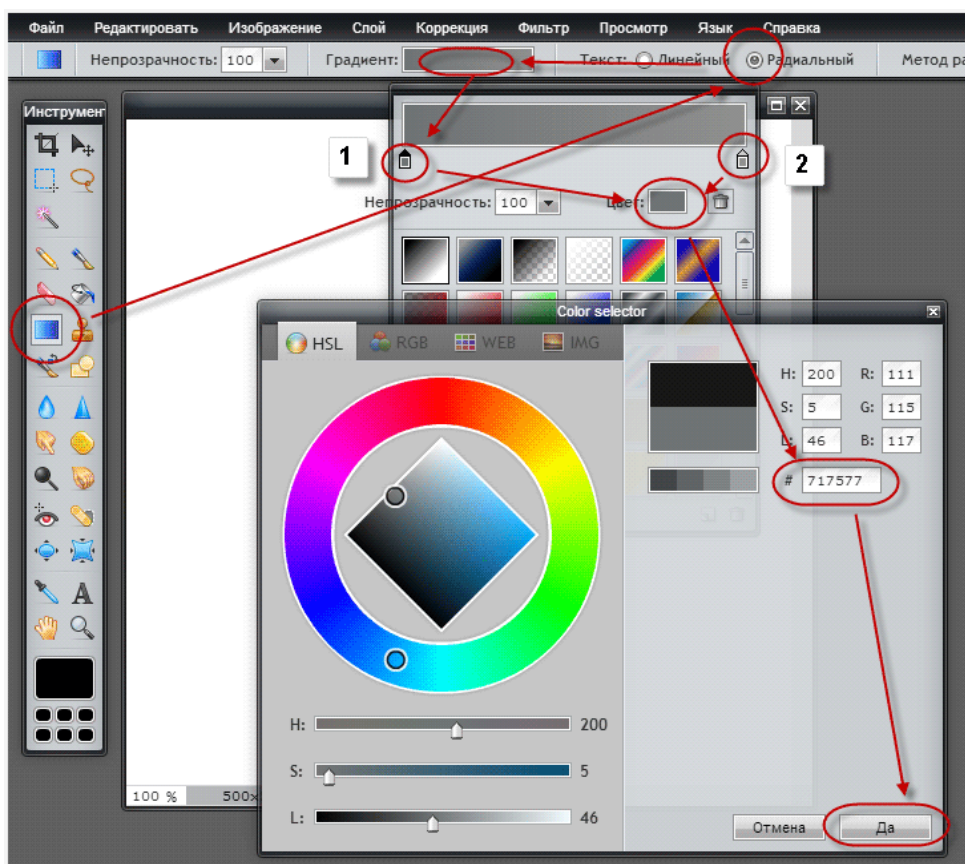 Файл Редактировать Изображение Слой Коррекция Фильтр Просмотр Язык Справка
Непрозрачность: 100 Градиент: Текст: Линейный Радиальный Метод ра
Инструмент
1
2
Непрозрачность: 100 Цвет:
Color selector
HSL RGB WEB IMG
H: 200 R: 111
S: 5 G: 115
L: 46 B: 117
# 717577
H: 200
S: 5
L: 46
100 % 500x
Отмена Да